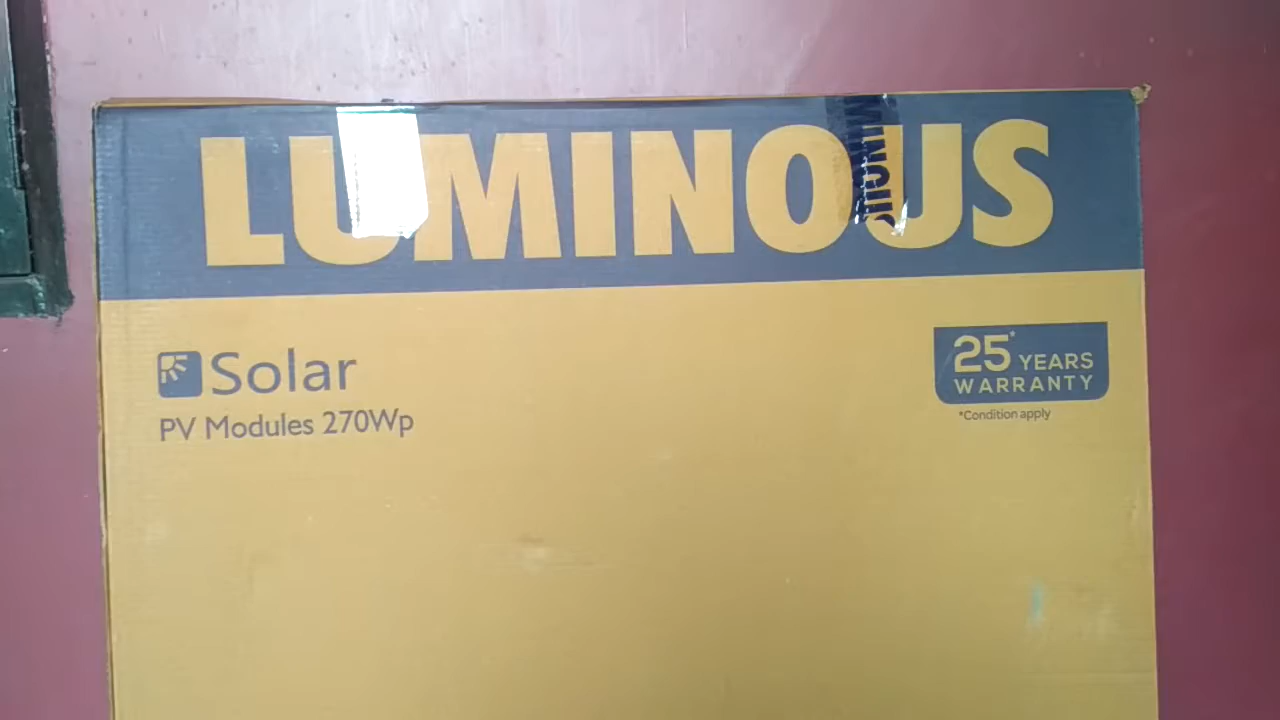 LUMINOUS
Solar
PV Modules 270Wp
25* YEARS
WARRANTY
*Condition apply